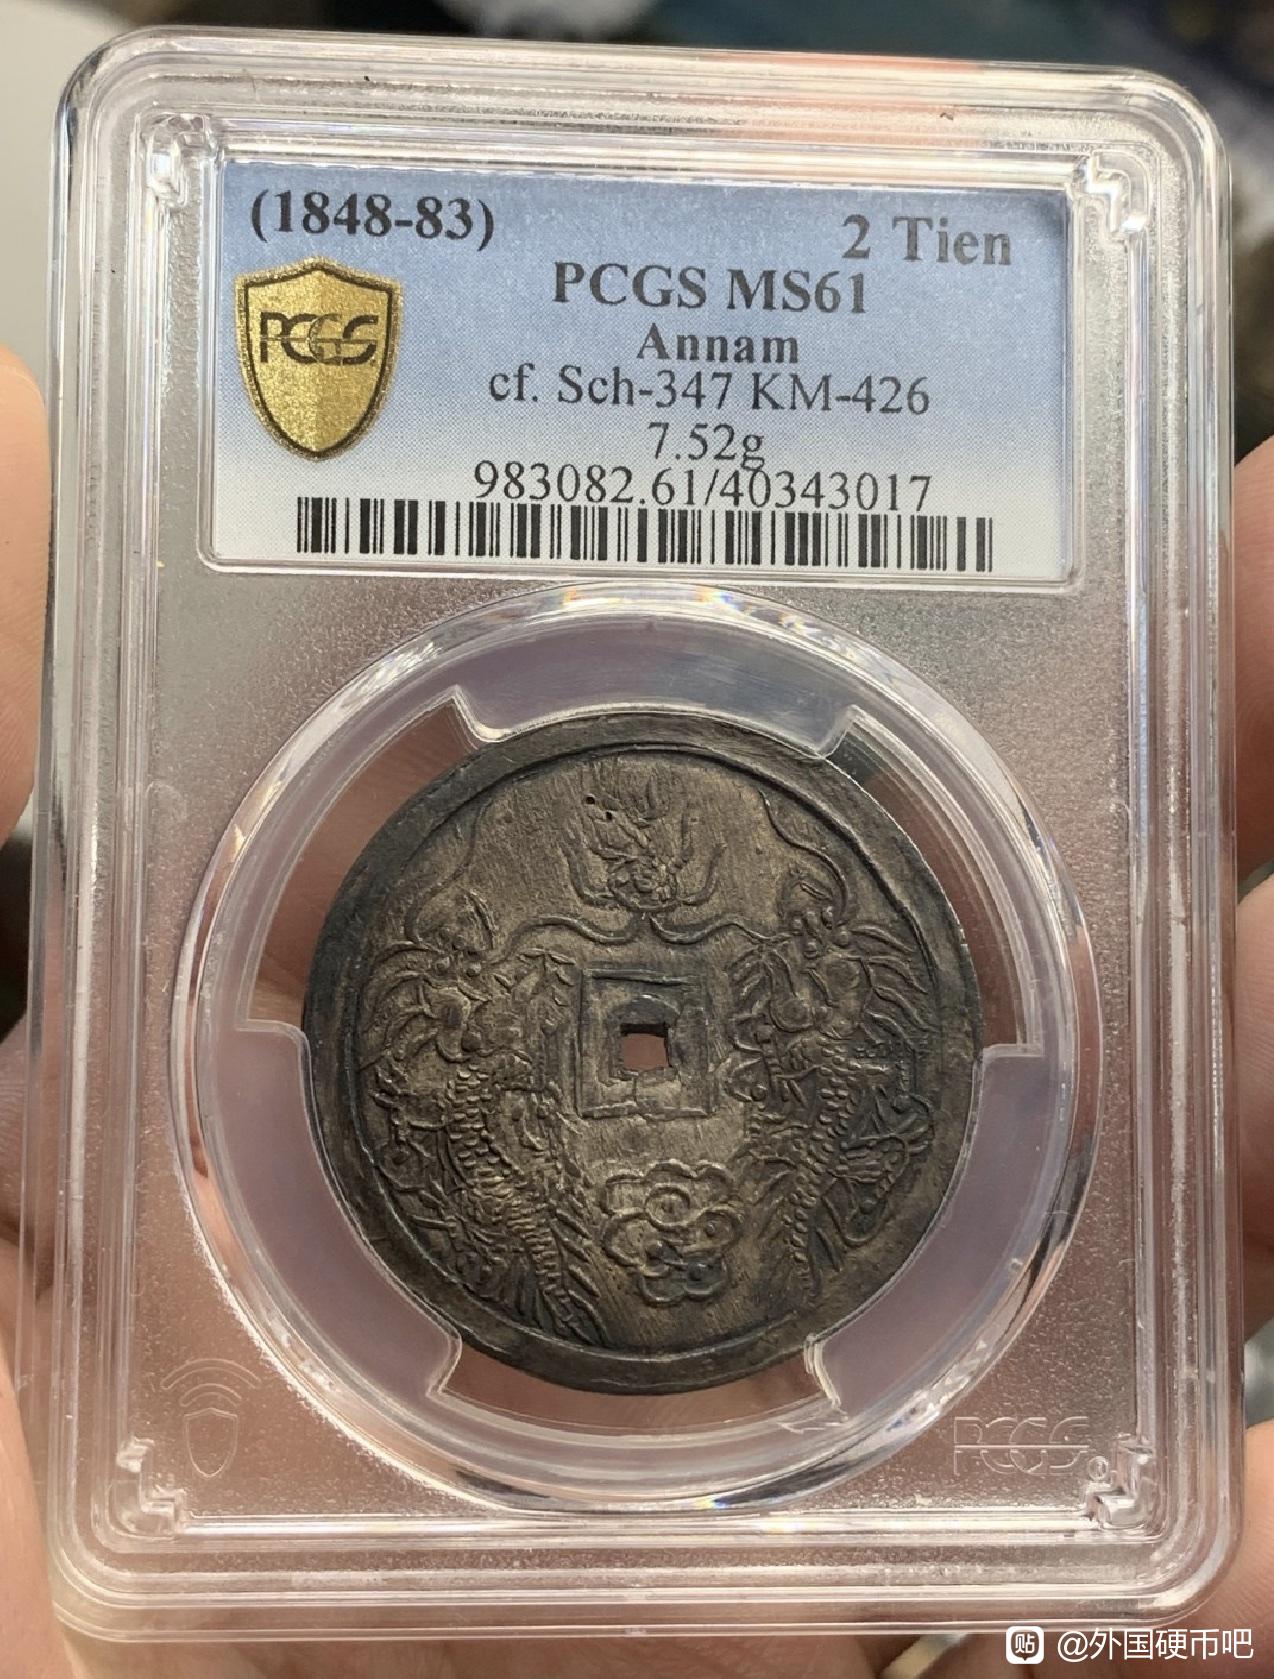 (1848-83)
2 Tien
PCGS MS61
PCGS
Annam
cf. Sch-347 KM-426
7.52g
983082.61/40343017
PCGS
贴 @外国硬币吧